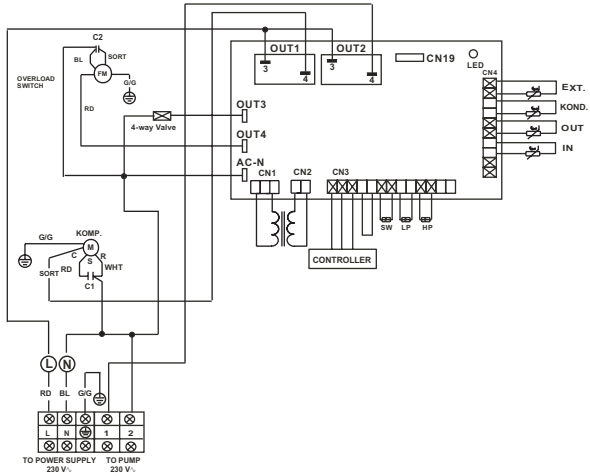 C2
BL
SORT
FM
G/G
OVERLOAD
SWITCH
RD
4-way Valve
OUT1
OUT2
3
4
3
4
CN19
LED
CN4
OUT3
OUT4
AC-N
CN1
CN2
CN3
SW
LP
HP
CONTROLLER
EXT.
KOND.
OUT
IN
G/G
KOMP.
M
C
S
R
SORT
RD
WHT
C1
L
N
RD
BL
G/G
L
N
1
2
TO POWER SUPPLY
230 V∿
TO PUMP
230 V∿